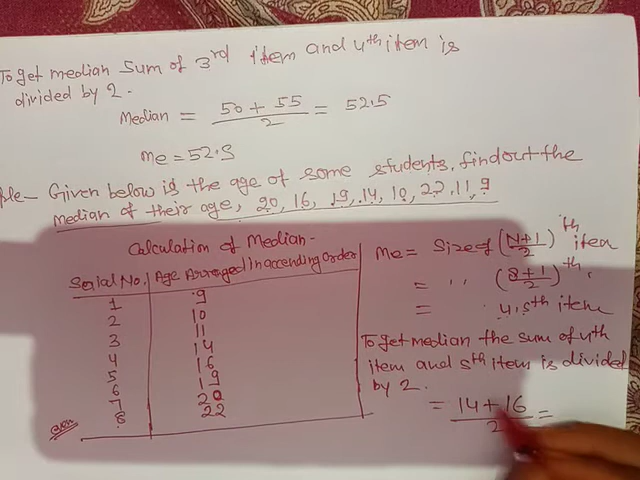 To get median Sum of 3rd item and 4th item is
divided by 2.
Median = 50 + 55 / 2 = 52.5
Me = 52.5
ple- Given below is the age of some students. find out the
median of their age, 20, 16, 19, 14, 10, 22, 11, 9
Calculation of Median-
Serial No. Age Arranged in accending order
1 9
2 10
3 11
4 14
5 16
6 19
7 20
8 22
even
Me = Size of (N+1 / 2)th item
= " (8+1 / 2)th "
= 4.5th item
To get median the sum of 4th
item and 5th item is divided
by 2.
= 14+16 / 2 =